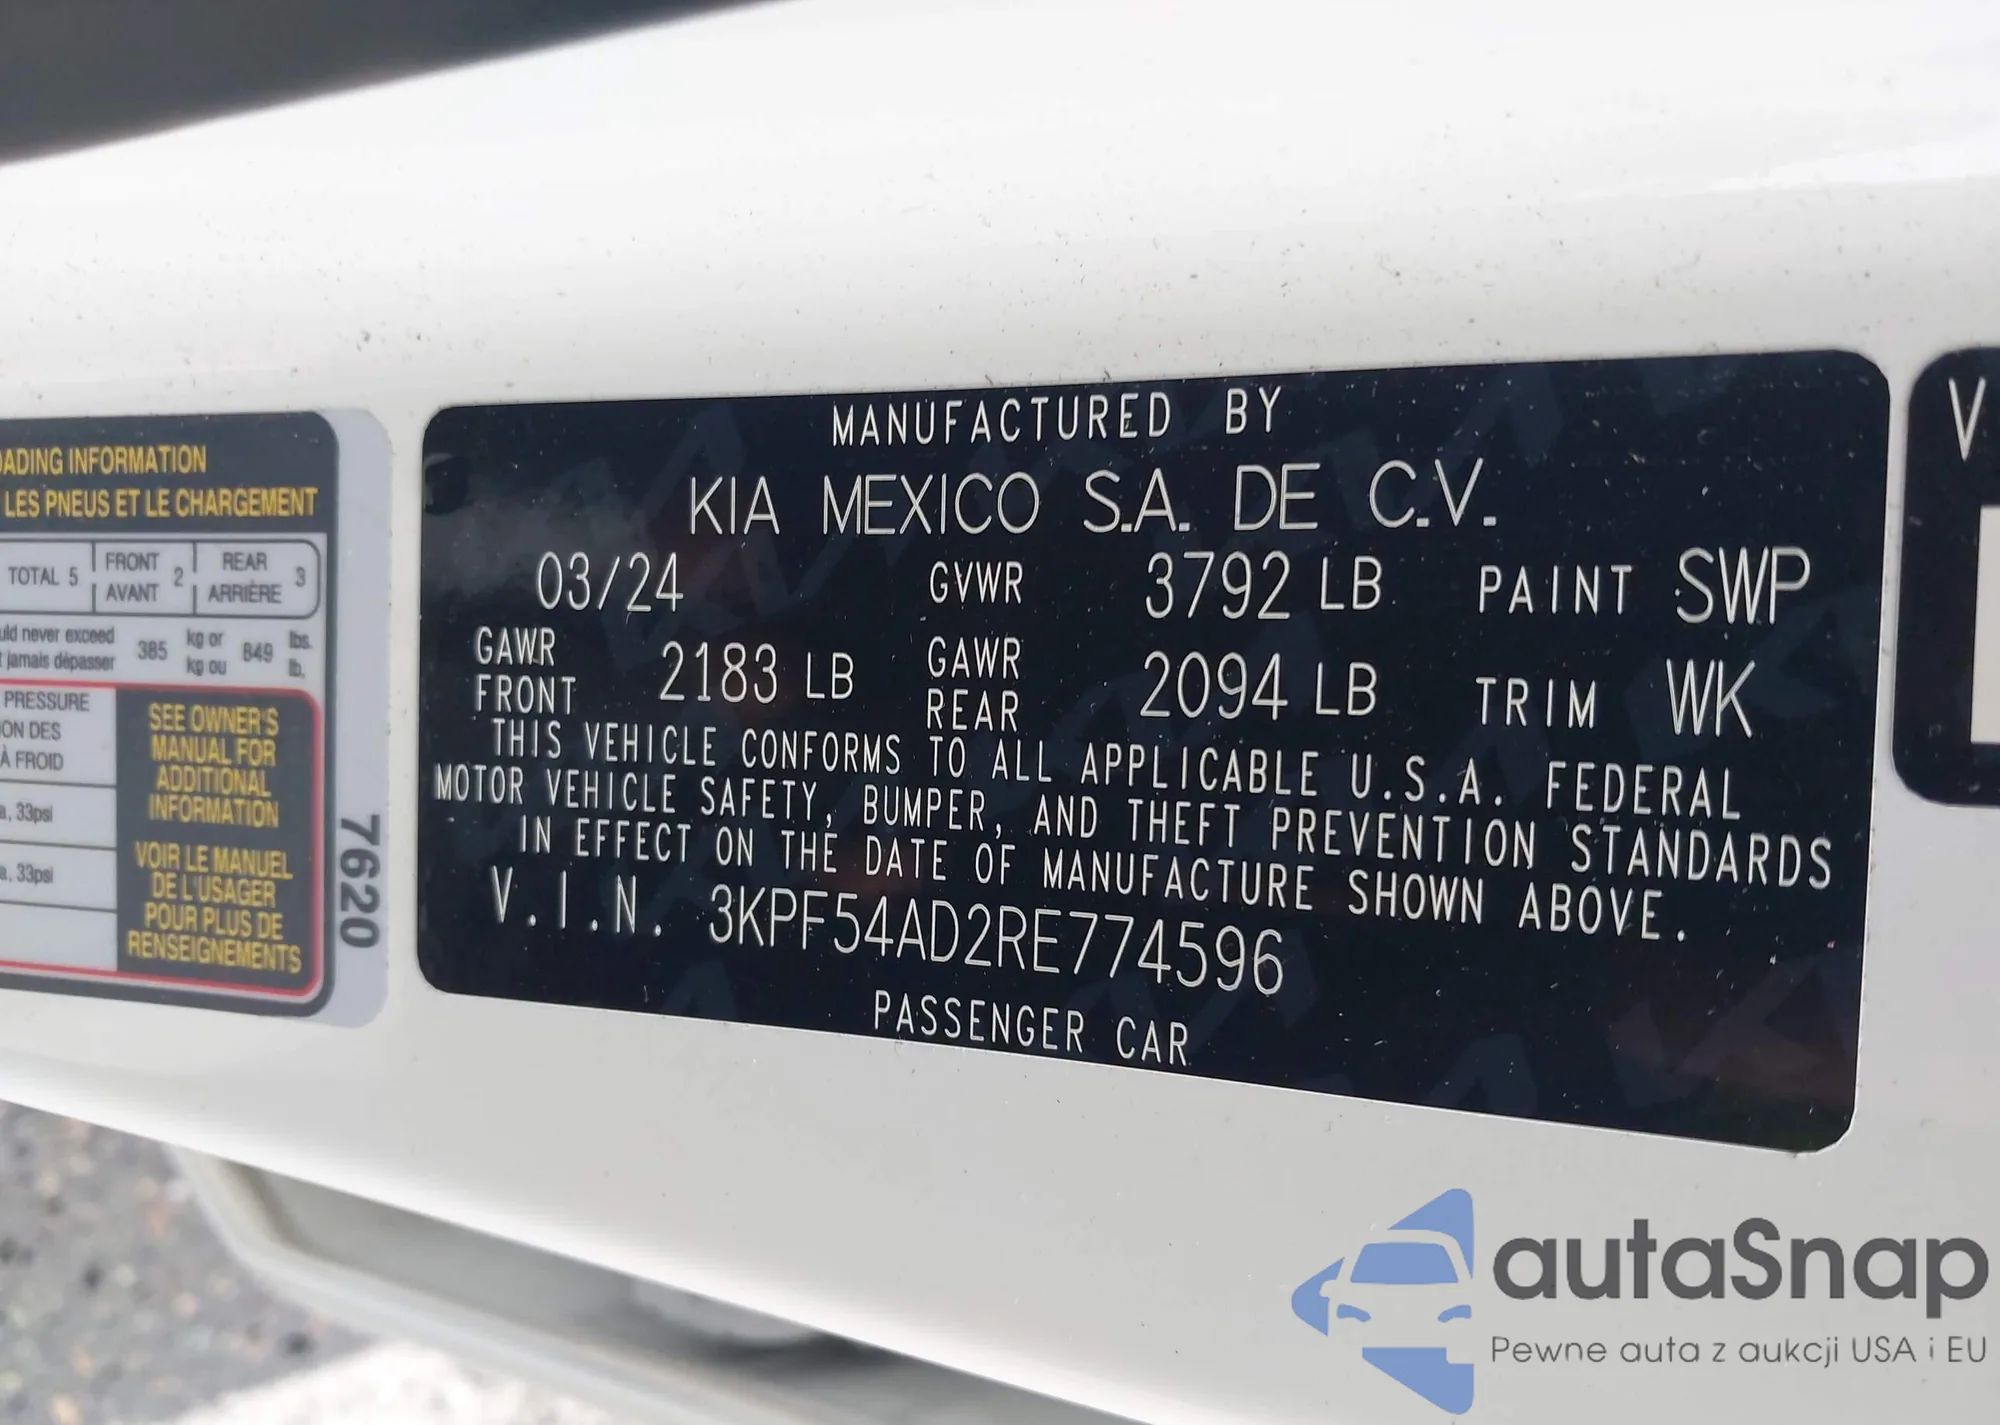 ADING INFORMATION
LES PNEUS ET LE CHARGEMENT
TOTAL 5
FRONT
AVANT
2
REAR
ARRIÈRE
3
never exceed
jamais dépasser
385
kg or
kg ou
849
lbs.
lb.
PRESSURE
ON DES
À FROID
33psi
33psi
SEE OWNER'S
MANUAL FOR
ADDITIONAL
INFORMATION
VOIR LE MANUEL
DE L'USAGER
POUR PLUS DE
RENSEIGNEMENTS
7620
MANUFACTURED BY
KIA MEXICO S.A. DE C.V.
03/24 GVWR 3792 LB PAINT SWP
GAWR FRONT 2183 LB GAWR REAR 2094 LB TRIM WK
THIS VEHICLE CONFORMS TO ALL APPLICABLE U.S.A. FEDERAL
MOTOR VEHICLE SAFETY, BUMPER, AND THEFT PREVENTION STANDARDS
IN EFFECT ON THE DATE OF MANUFACTURE SHOWN ABOVE.
V.I.N. 3KPF54AD2RE774596
PASSENGER CAR
V
autaSnap
Pewne auta z aukcji USA i EU